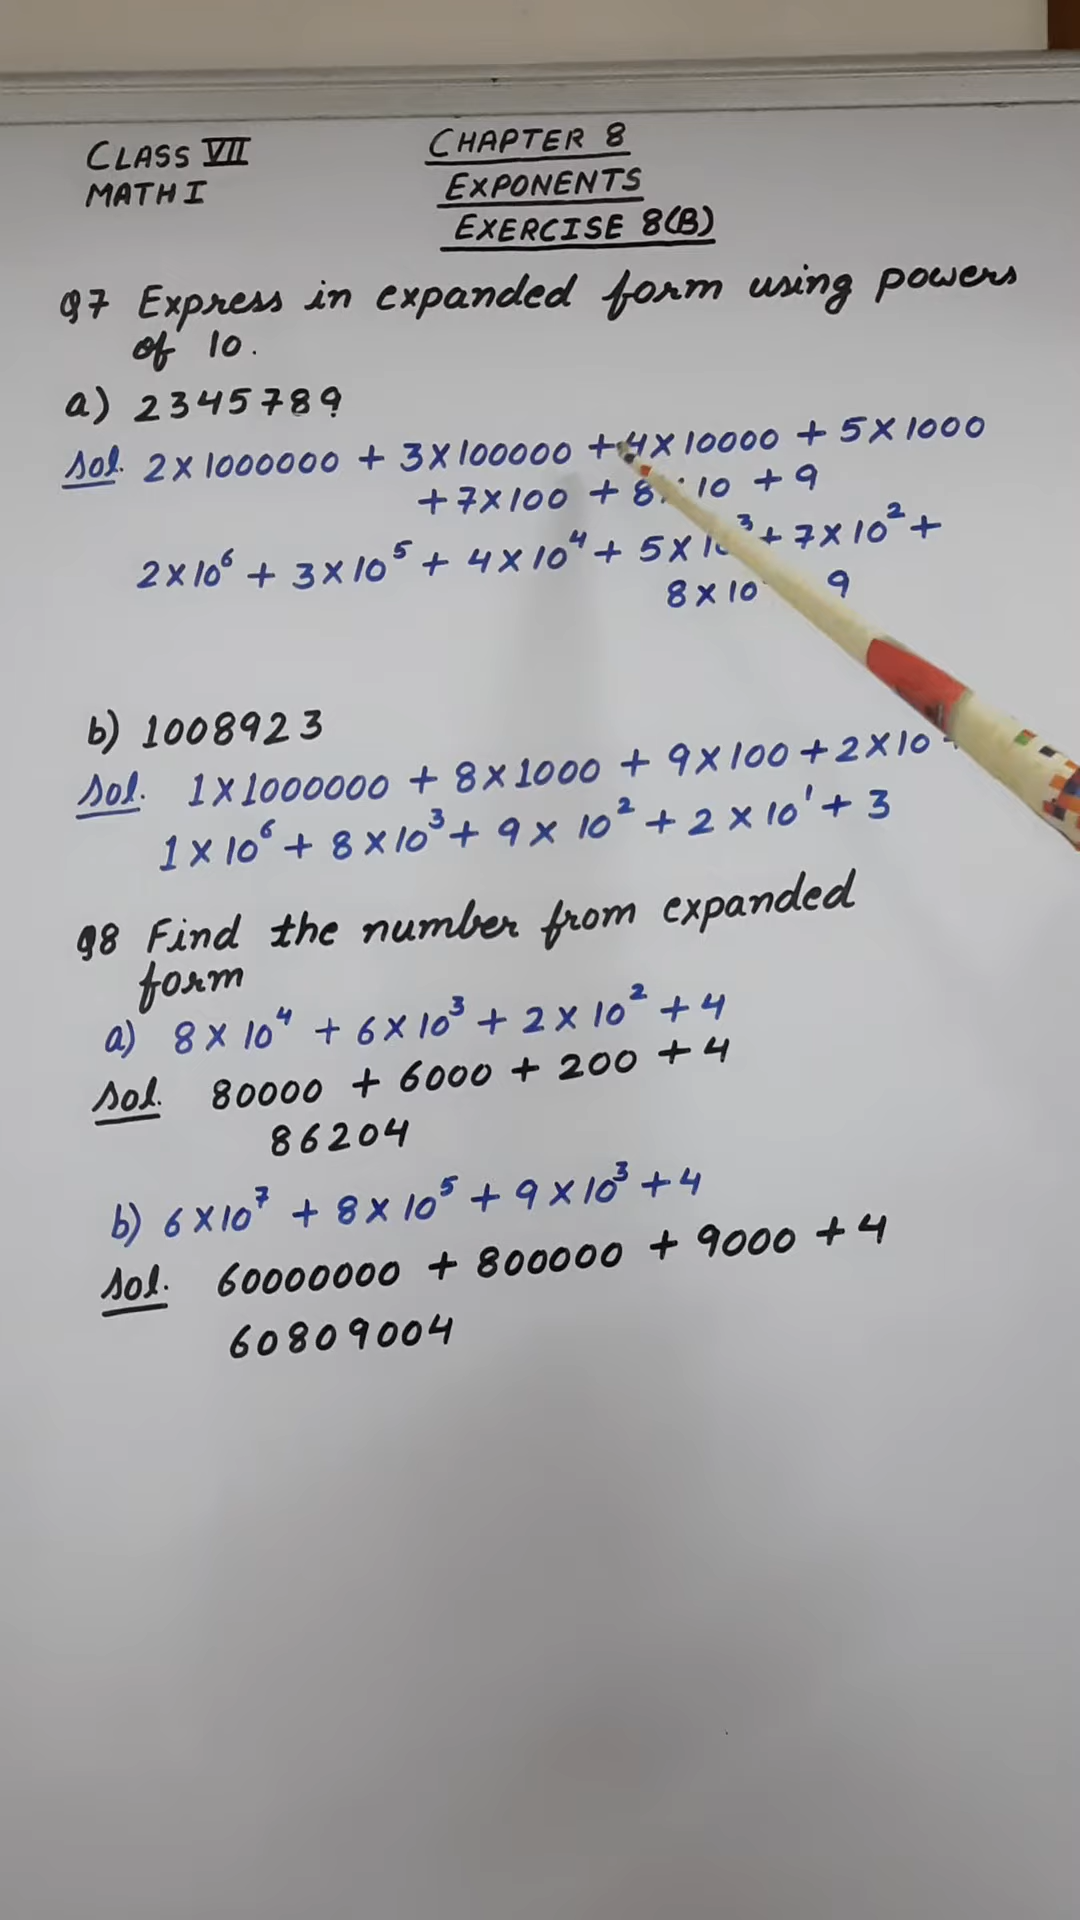 CLASS VII
MATH I
CHAPTER 8
EXPONENTS
EXERCISE 8(B)
Q7 Express in expanded form using powers
of 10.
a) 2345789
Sol. 2×1000000 + 3×100000 + 4×10000 + 5×1000
+ 7×100 + 8× 10 + 9
2×10⁶ + 3×10⁵ + 4×10⁴ + 5×10³ + 7×10² +
8×10 9
b) 1008923
Sol. 1×1000000 + 8×1000 + 9×100 + 2×10
1×10⁶ + 8×10³ + 9×10² + 2×10¹ + 3
Q8 Find the number from expanded
form
a) 8×10⁴ + 6×10³ + 2×10² + 4
Sol. 80000 + 6000 + 200 + 4
86204
b) 6×10⁷ + 8×10⁵ + 9×10³ + 4
Sol. 60000000 + 800000 + 9000 + 4
60809004